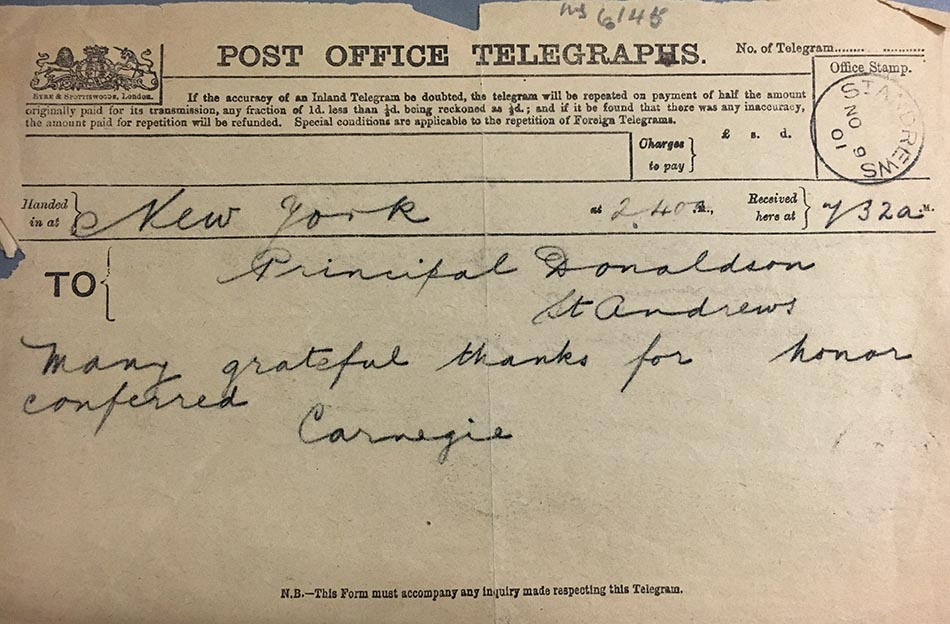 ms 6145
POST OFFICE TELEGRAPHS.
No. of Telegram
Office Stamp.
EYRE & SPOTTISWOODE, London.
If the accuracy of an Inland Telegram be doubted, the telegram will be repeated on payment of half the amount
originally paid for its transmission, any fraction of 1d. less than ½d. being reckoned as ½d.; and if it be found that there was any inaccuracy,
the amount paid for repetition will be refunded. Special conditions are applicable to the repetition of Foreign Telegrams.
Charges to pay } £ s. d.
ST ANDREWS
NO 9
01
Handed in at } New York at 2.40 .M., Received here at } 7/32a M.
TO { Principal Donaldson
St Andrews
Many grateful thanks for honor
conferred
Carnegie
N.B.—This Form must accompany any inquiry made respecting this Telegram.